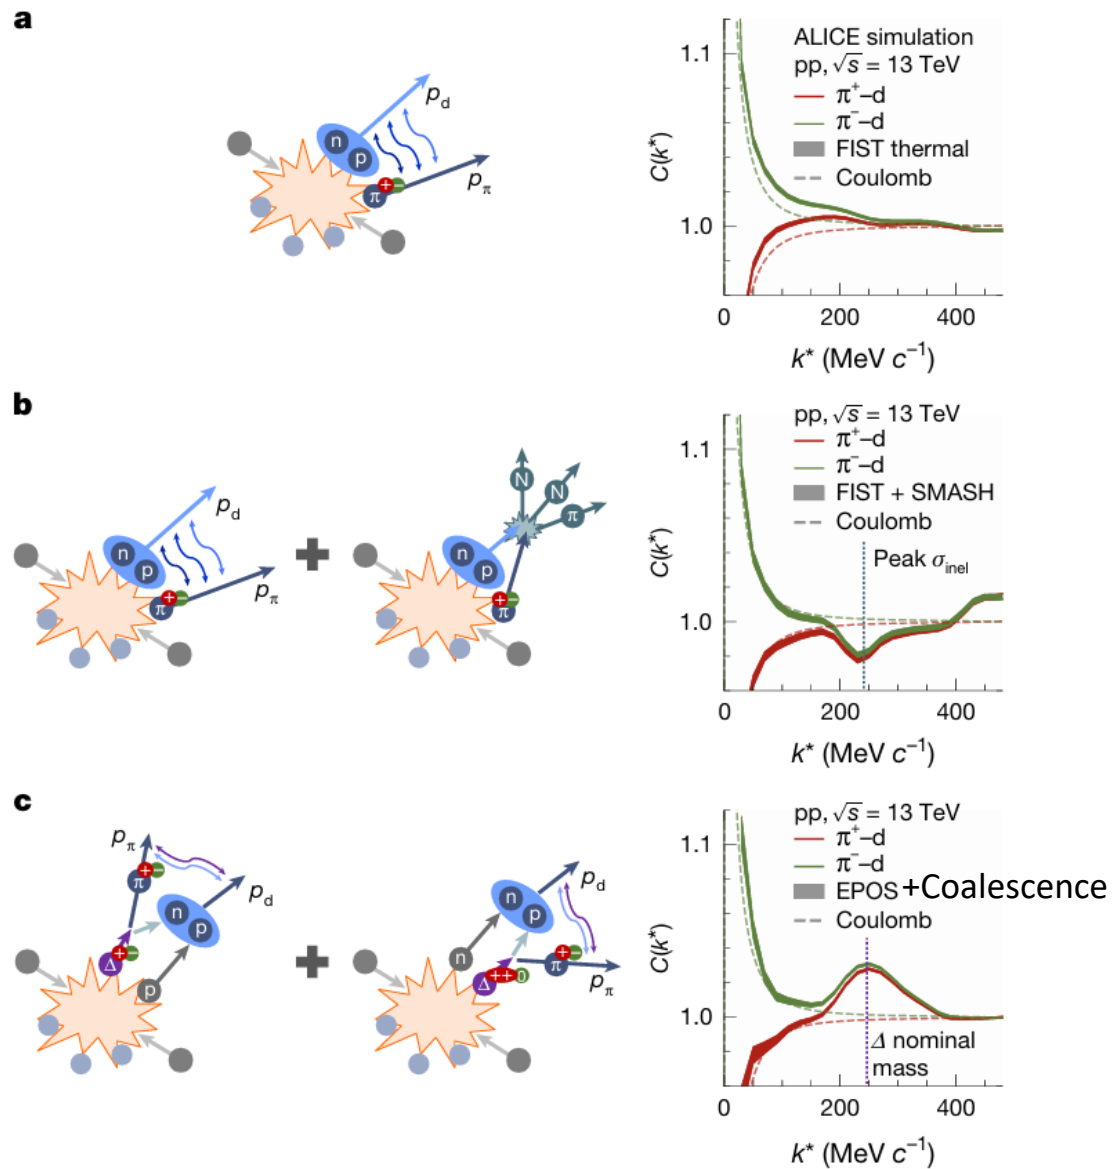 a
p_d
n
p
π
+
−
p_π
C(k*)
1.1
1.0
ALICE simulation
pp, √s = 13 TeV
π⁺–d
π⁻–d
FIST thermal
Coulomb
0 200 400
k* (MeV c⁻¹)
b
p_d
n
p
π
+
−
p_π
N
N
π
n
p
π
+
−
C(k*)
1.1
1.0
pp, √s = 13 TeV
π⁺–d
π⁻–d
FIST + SMASH
Coulomb
Peak σ_inel
0 200 400
k* (MeV c⁻¹)
c
p_π
π
+
−
p_d
n
p
Δ
+
−
p
p_d
n
p
n
π
+
−
Δ
++
0
p_π
C(k*)
1.1
1.0
pp, √s = 13 TeV
π⁺–d
π⁻–d
EPOS +Coalescence
Coulomb
Δ nominal
mass
0 200 400
k* (MeV c⁻¹)